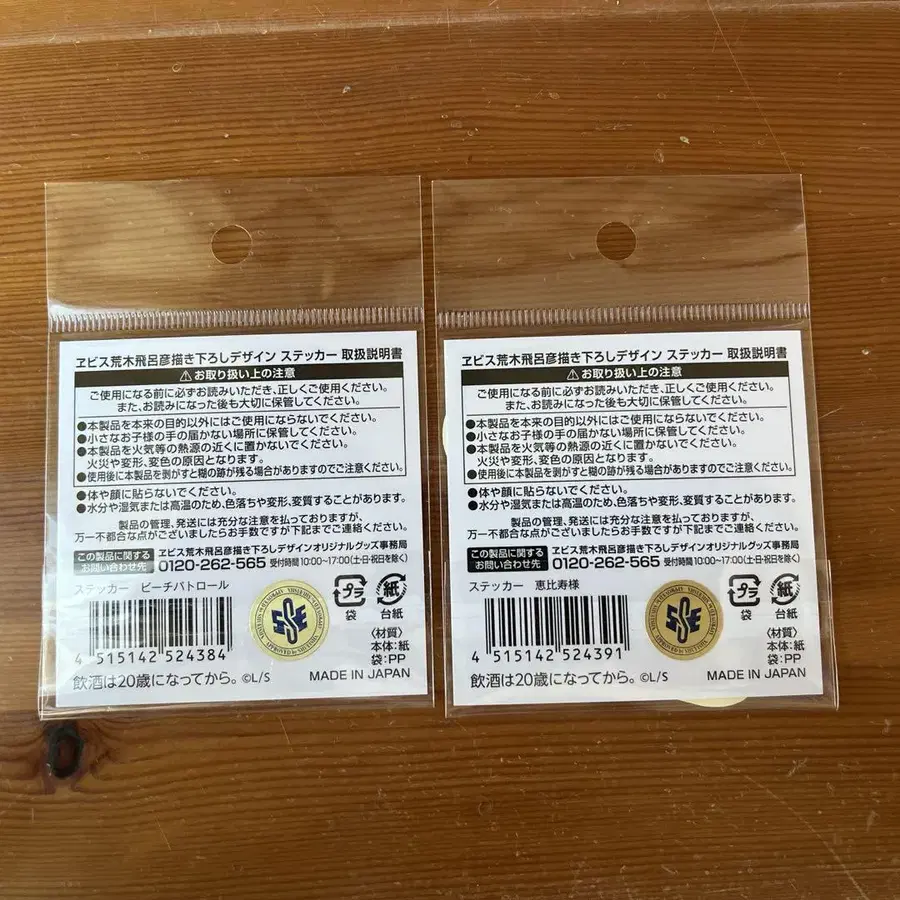 ヱビス荒木飛呂彦描き下ろしデザイン ステッカー 取扱説明書
⚠お取り扱い上の注意
ご使用になる前に必ずお読みいただき、正しくご使用ください。
また、お読みになった後も大切に保管してください。
●本製品を本来の目的以外にはご使用にならないでください。
●小さなお子様の手の届かない場所に保管してください。
●本製品を火気等の熱源の近くに置かないでください。
火災や変形、変色の原因となります。
●使用後に本製品を剥がすと糊の跡が残る場合がありますのでご注意ください。
●体や顔に貼らないでください。
●水分や湿気または高温のため、色落ちや変形、変質することがあります。
製品の管理、発送には充分な注意を払っておりますが、
万一不都合な点がございましたらお手数ですが下記までご連絡ください。
この製品に関する
お問い合わせ先
ヱビス荒木飛呂彦描き下ろしデザインオリジナルグッズ事務局
0120-262-565 受付時間 10:00〜17:00(土・日・祝日を除く)
ステッカー ビーチパトロール
プラ
袋
紙
台紙
4 515142 524384
〈材質〉
本体:紙
袋:PP
飲酒は20歳になってから。©L/S
MADE IN JAPAN
ヱビス荒木飛呂彦描き下ろしデザイン ステッカー 取扱説明書
⚠お取り扱い上の注意
ご使用になる前に必ずお読みいただき、正しくご使用ください。
また、お読みになった後も大切に保管してください。
●本製品を本来の目的以外にはご使用にならないでください。
●小さなお子様の手の届かない場所に保管してください。
●本製品を火気等の熱源の近くに置かないでください。
火災や変形、変色の原因となります。
●使用後に本製品を剥がすと糊の跡が残る場合がありますのでご注意ください。
●体や顔に貼らないでください。
●水分や湿気または高温のため、色落ちや変形、変質することがあります。
製品の管理、発送には充分な注意を払っておりますが、
万一不都合な点がございましたらお手数ですが下記までご連絡ください。
この製品に関する
お問い合わせ先
ヱビス荒木飛呂彦描き下ろしデザインオリジナルグッズ事務局
0120-262-565 受付時間 10:00〜17:00(土・日・祝日を除く)
ステッカー 恵比寿様
プラ
袋
紙
台紙
4 515142 524391
〈材質〉
本体:紙
袋:PP
飲酒は20歳になってから。©L/S
MADE IN JAPAN